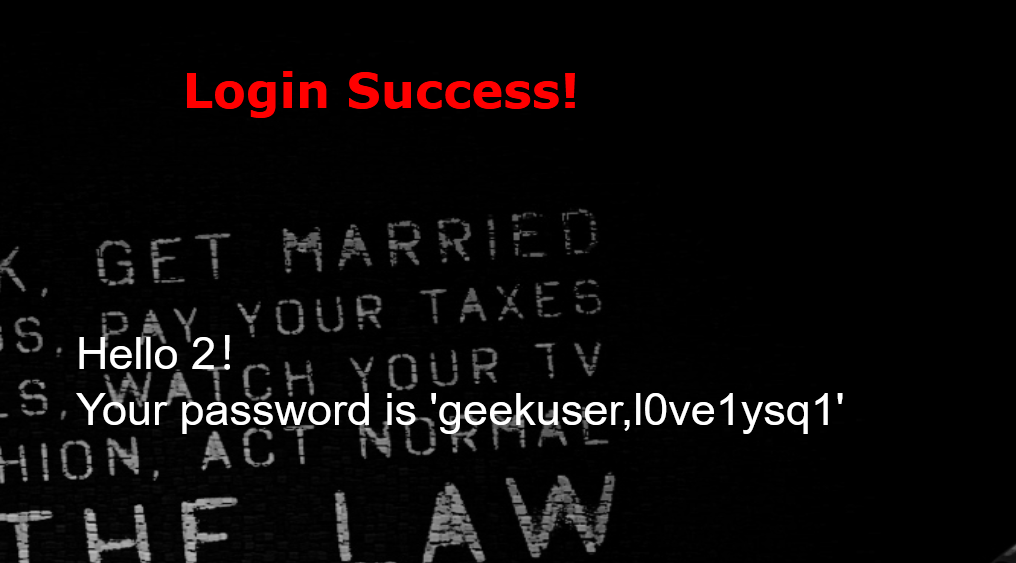 Login Success!
K, GET MARRIED
S, PAY YOUR TAXES
Hello 2!
LS, WATCH YOUR TV
Your password is 'geekuser,l0ve1ysq1'
HION, ACT NORMAL
THE LAW